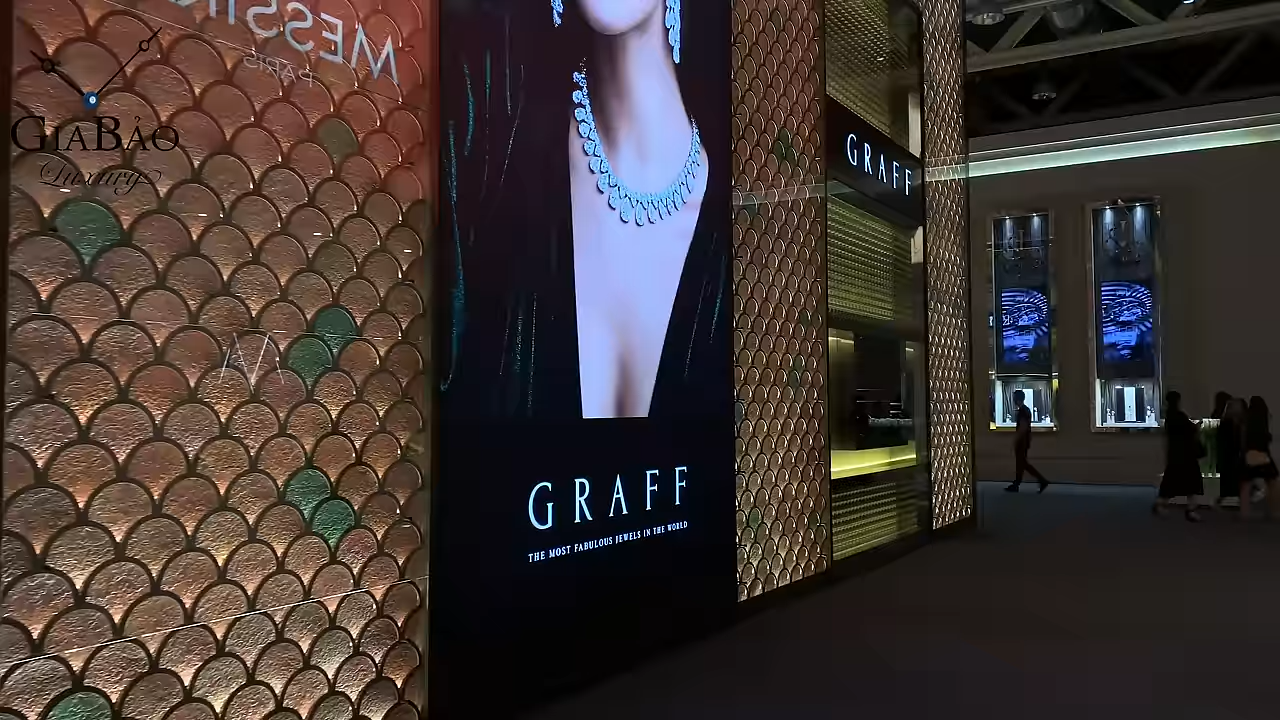 GIABẢO
Luxury
MESSI
PARIS
GRAFF
GRAFF
THE MOST FABULOUS JEWELS IN THE WORLD